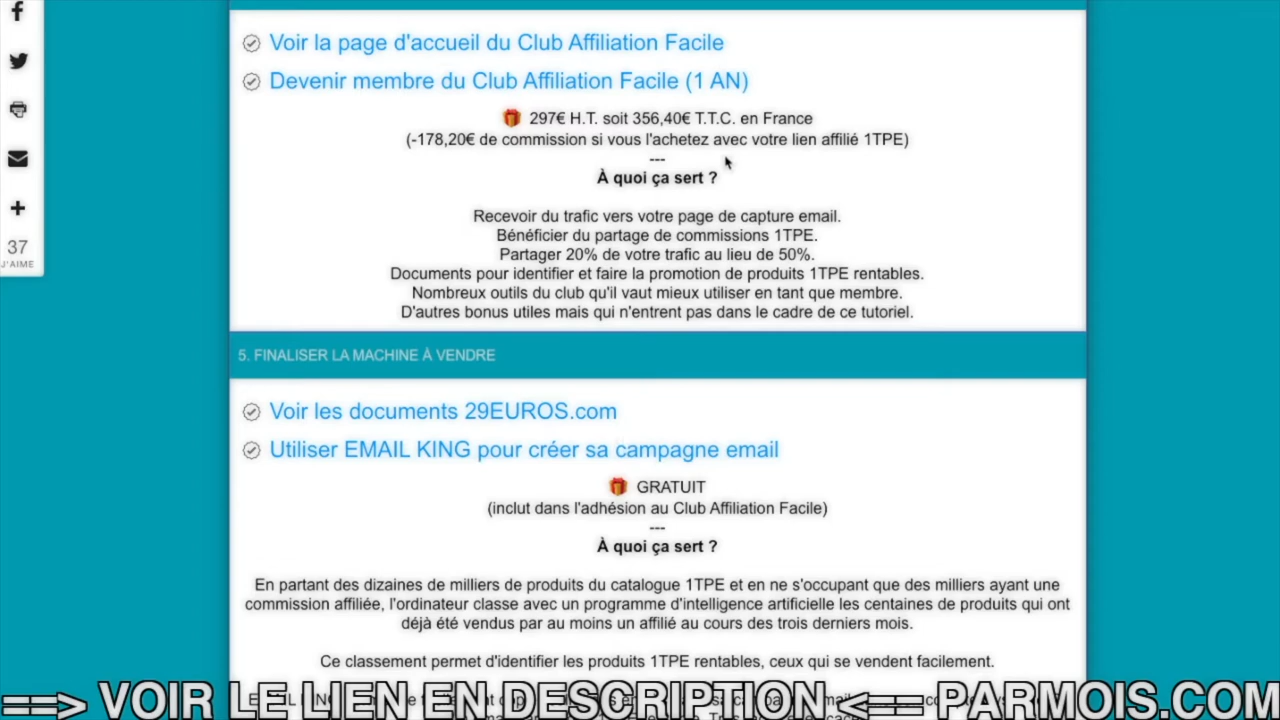 Voir la page d'accueil du Club Affiliation Facile
Devenir membre du Club Affiliation Facile (1 AN)
297€ H.T. soit 356,40€ T.T.C. en France
(-178,20€ de commission si vous l'achetez avec votre lien affilié 1TPE)
---
À quoi ça sert ?
Recevoir du trafic vers votre page de capture email.
Bénéficier du partage de commissions 1TPE.
Partager 20% de votre trafic au lieu de 50%.
Documents pour identifier et faire la promotion de produits 1TPE rentables.
Nombreux outils du club qu'il vaut mieux utiliser en tant que membre.
D'autres bonus utiles mais qui n'entrent pas dans le cadre de ce tutoriel.
37
J'AIME
5. FINALISER LA MACHINE À VENDRE
Voir les documents 29EUROS.com
Utiliser EMAIL KING pour créer sa campagne email
GRATUIT
(inclut dans l'adhésion au Club Affiliation Facile)
---
À quoi ça sert ?
En partant des dizaines de milliers de produits du catalogue 1TPE et en ne s'occupant que des milliers ayant une
commission affiliée, l'ordinateur classe avec un programme d'intelligence artificielle les centaines de produits qui ont
déjà été vendus par au moins un affilié au cours des trois derniers mois.
Ce classement permet d'identifier les produits 1TPE rentables, ceux qui se vendent facilement.
==> VOIR LE LIEN EN DESCRIPTION <== PARMOIS.COM